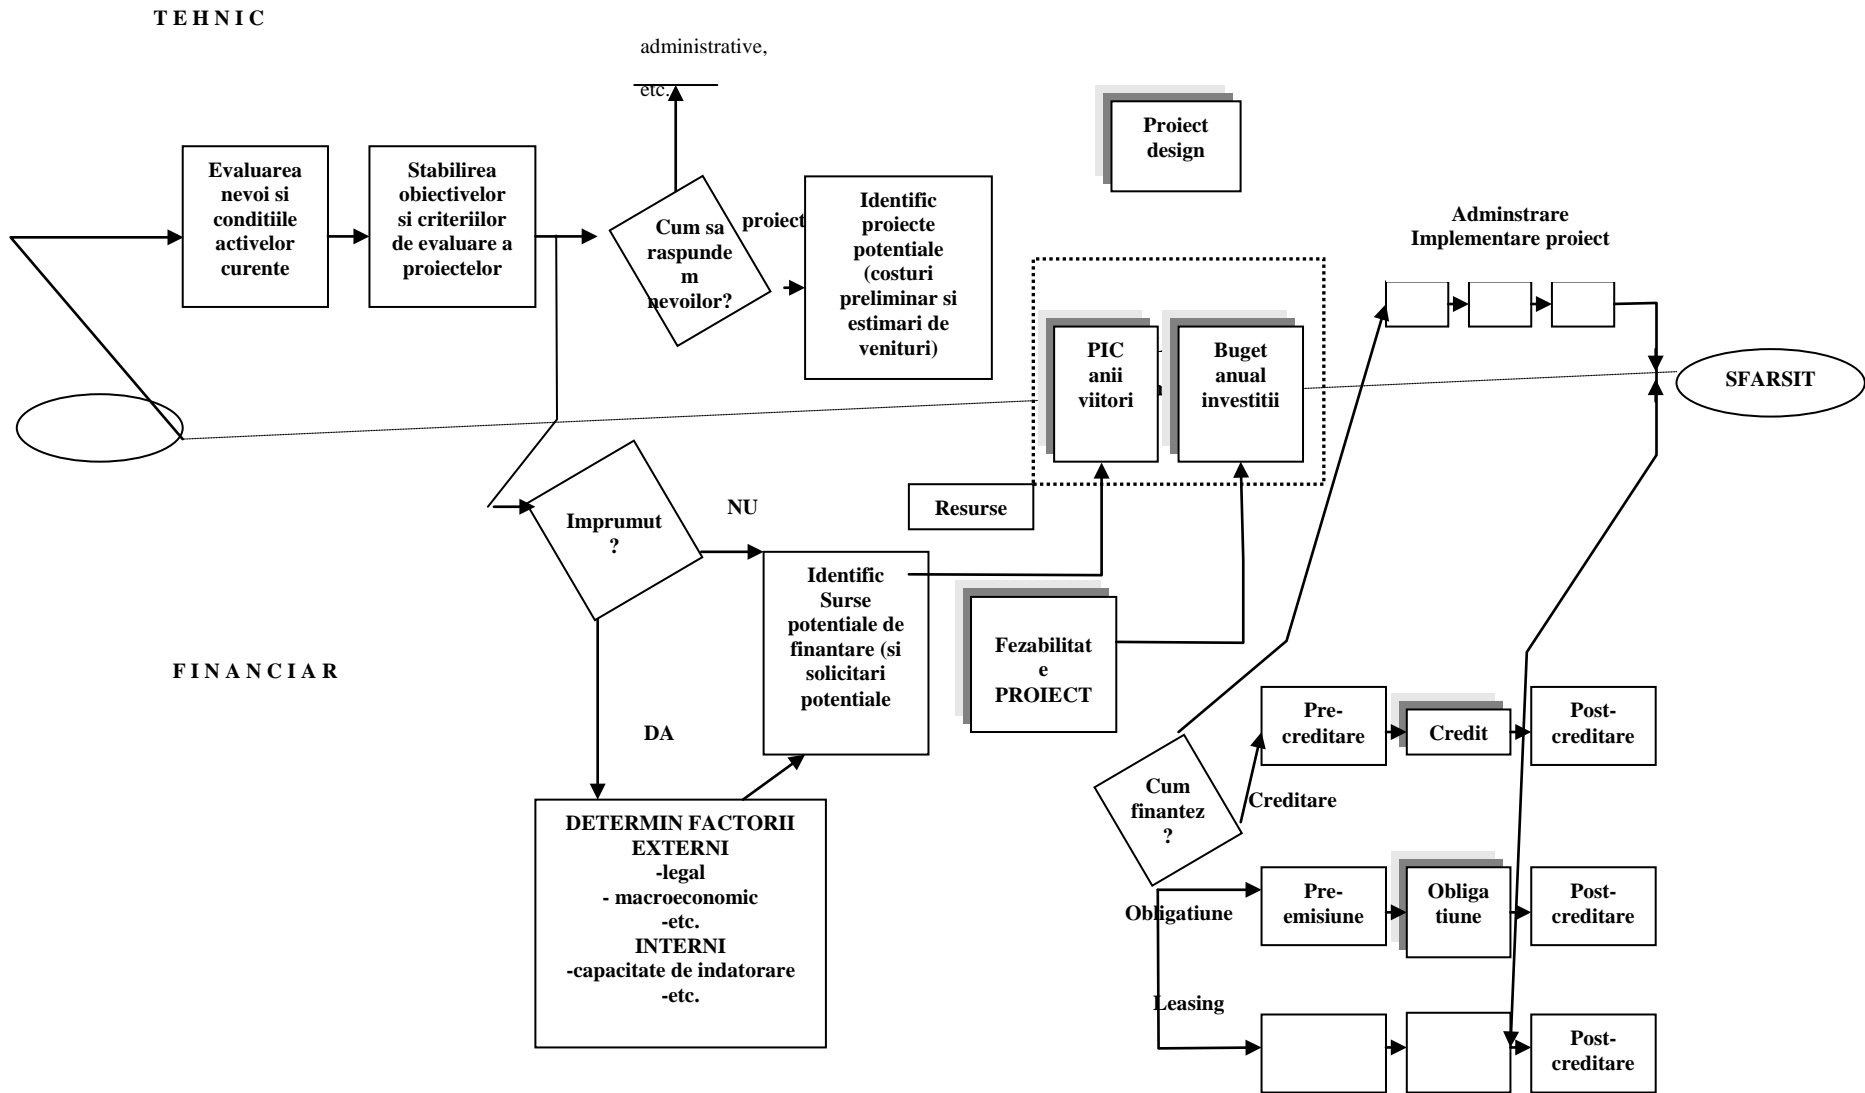 T E H N I C
administrative,
etc.
Proiect
design
Evaluarea
nevoi si
conditiile
activelor
curente
Stabilirea
obiectivelor
si criteriilor
de evaluare a
proiectelor
Cum sa
raspunde
m
nevoilor?
proiect
Identific
proiecte
potentiale
(costuri
preliminar si
estimari de
venituri)
Adminstrare
Implementare proiect
PIC
anii
viitori
Buget
anual
investitii
SFARSIT
Imprumut
?
NU
Resurse
Identific
Surse
potentiale de
finantare (si
solicitari
potentiale
Fezabilitat
e
PROIECT
F I N A N C I A R
DA
Pre-
creditare
Credit
Post-
creditare
Cum
finantez
?
Creditare
DETERMIN FACTORII
EXTERNI
-legal
- macroeconomic
-etc.
INTERNI
-capacitate de indatorare
-etc.
Obligatiune
Pre-
emisiune
Obliga
tiune
Post-
creditare
Leasing
Post-
creditare